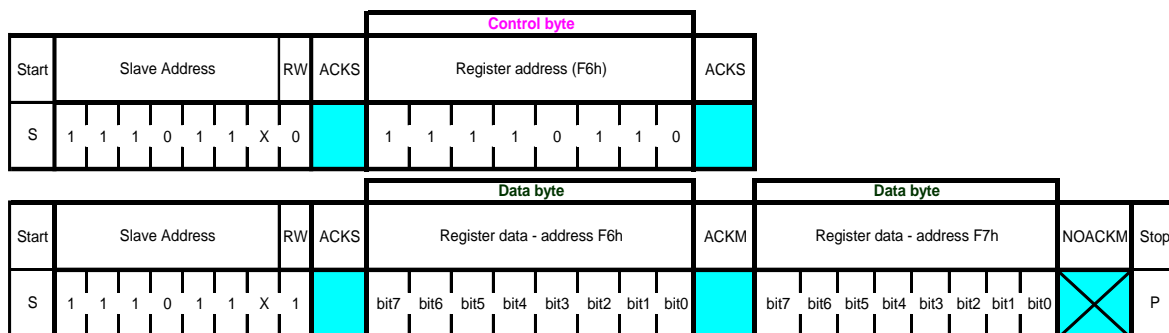 Control byte
Start Slave Address RW ACKS Register address (F6h) ACKS
S 1 1 1 0 1 1 X 0 1 1 1 1 0 1 1 0
Data byte Data byte
Start Slave Address RW ACKS Register data - address F6h ACKM Register data - address F7h NOACKM Stop
S 1 1 1 0 1 1 X 1 bit7 bit6 bit5 bit4 bit3 bit2 bit1 bit0 bit7 bit6 bit5 bit4 bit3 bit2 bit1 bit0 P